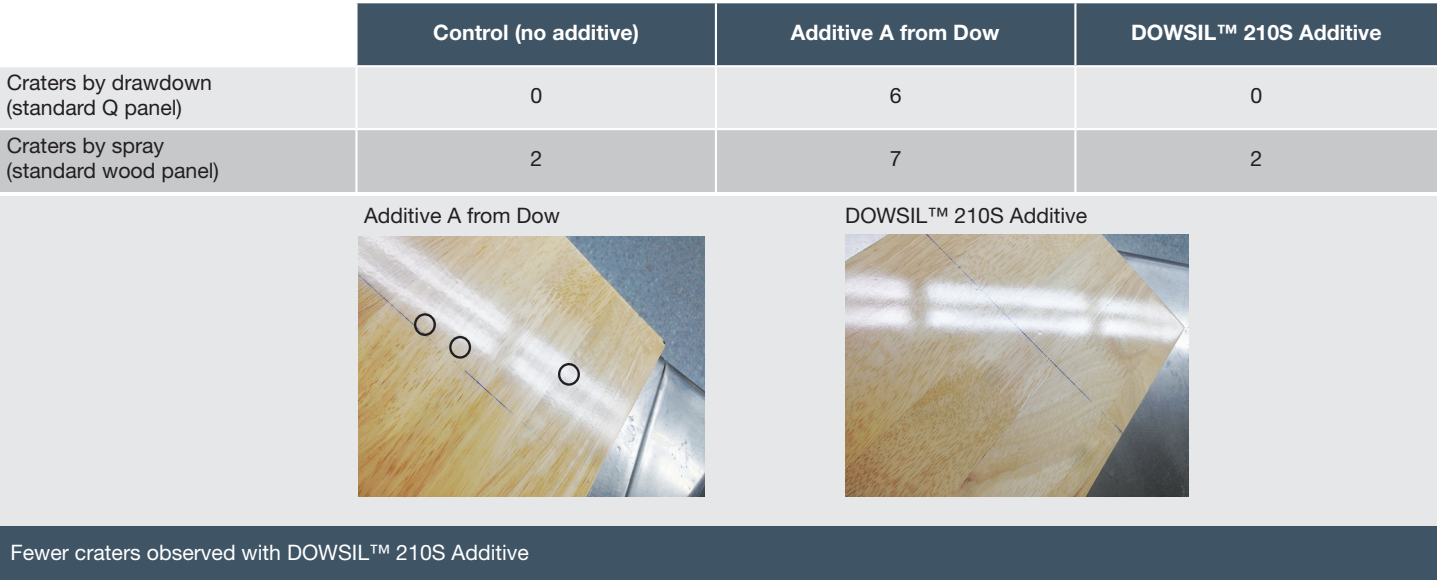 Control (no additive) Additive A from Dow DOWSIL™ 210S Additive
Craters by drawdown
(standard Q panel) 0 6 0
Craters by spray
(standard wood panel) 2 7 2
Additive A from Dow DOWSIL™ 210S Additive
Fewer craters observed with DOWSIL™ 210S Additive